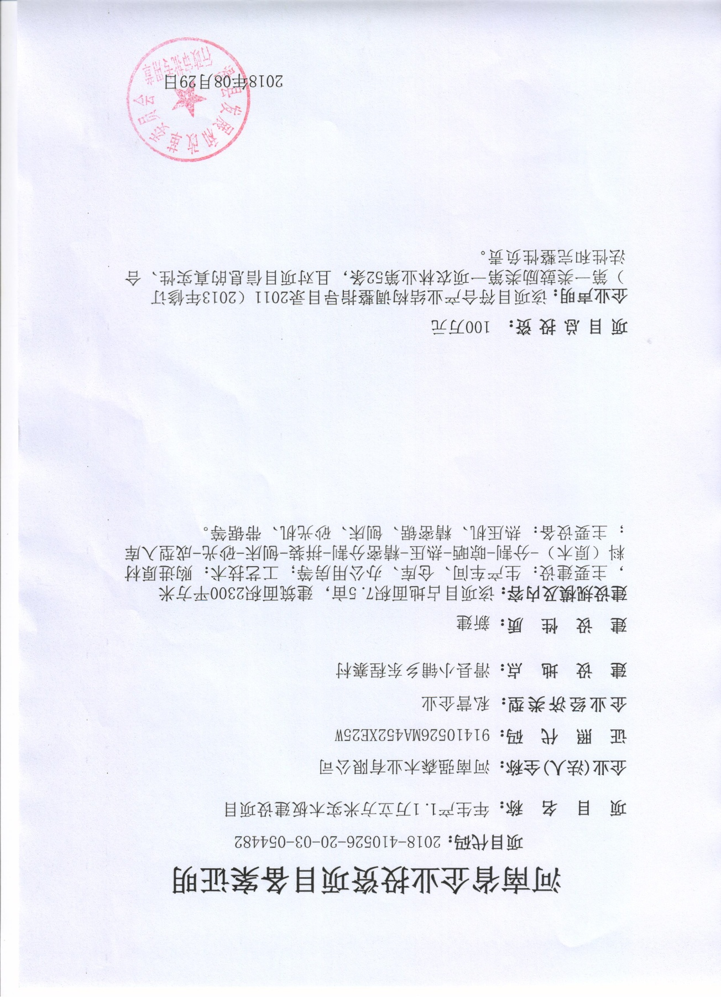 河南省企业投资项目备案证明
项目代码：2018-410526-20-03-054482
项目名称：年生产1.1万立方米实木板建设项目
企业(法人)全称：河南强森木业有限公司
证照代码：91410526MA452XE25W
企业经济类型：私营企业
建设地点：滑县小铺乡东程寨村
建设性质：新建
建设规模及内容：该项目占地面积7.5亩，建筑面积2300平方米
，主要建设：生产车间、仓库、办公用房等；工艺技术：购进原材
料（原木）-分割-晾晒-热压-精密分割-拼装-刨床-砂光-成型入库
；主要设备：热压机、精密锯、刨床、砂光机、带锯等。
项目总投资：100万元
企业声明：该项目符合产业结构调整指导目录2011（2013年修订
）第一类鼓励类第一项农林业第52条，且对项目信息的真实性、合
法性和完整性负责。
滑县发展和改革委员会
行政审批专用章
2018年08月29日